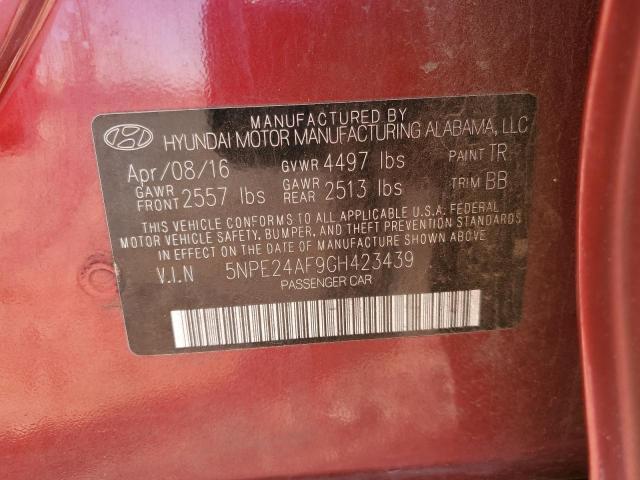 MANUFACTURED BY
HYUNDAI MOTOR MANUFACTURING ALABAMA, LLC
Apr/08/16 GVWR 4497 lbs PAINT TR
GAWR FRONT 2557 lbs GAWR REAR 2513 lbs TRIM BB
THIS VEHICLE CONFORMS TO ALL APPLICABLE U.S.A. FEDERAL
MOTOR VEHICLE SAFETY, BUMPER, AND THEFT PREVENTION STANDARDS
IN EFFECT ON THE DATE OF MANUFACTURE SHOWN ABOVE.
V.I.N 5NPE24AF9GH423439
PASSENGER CAR